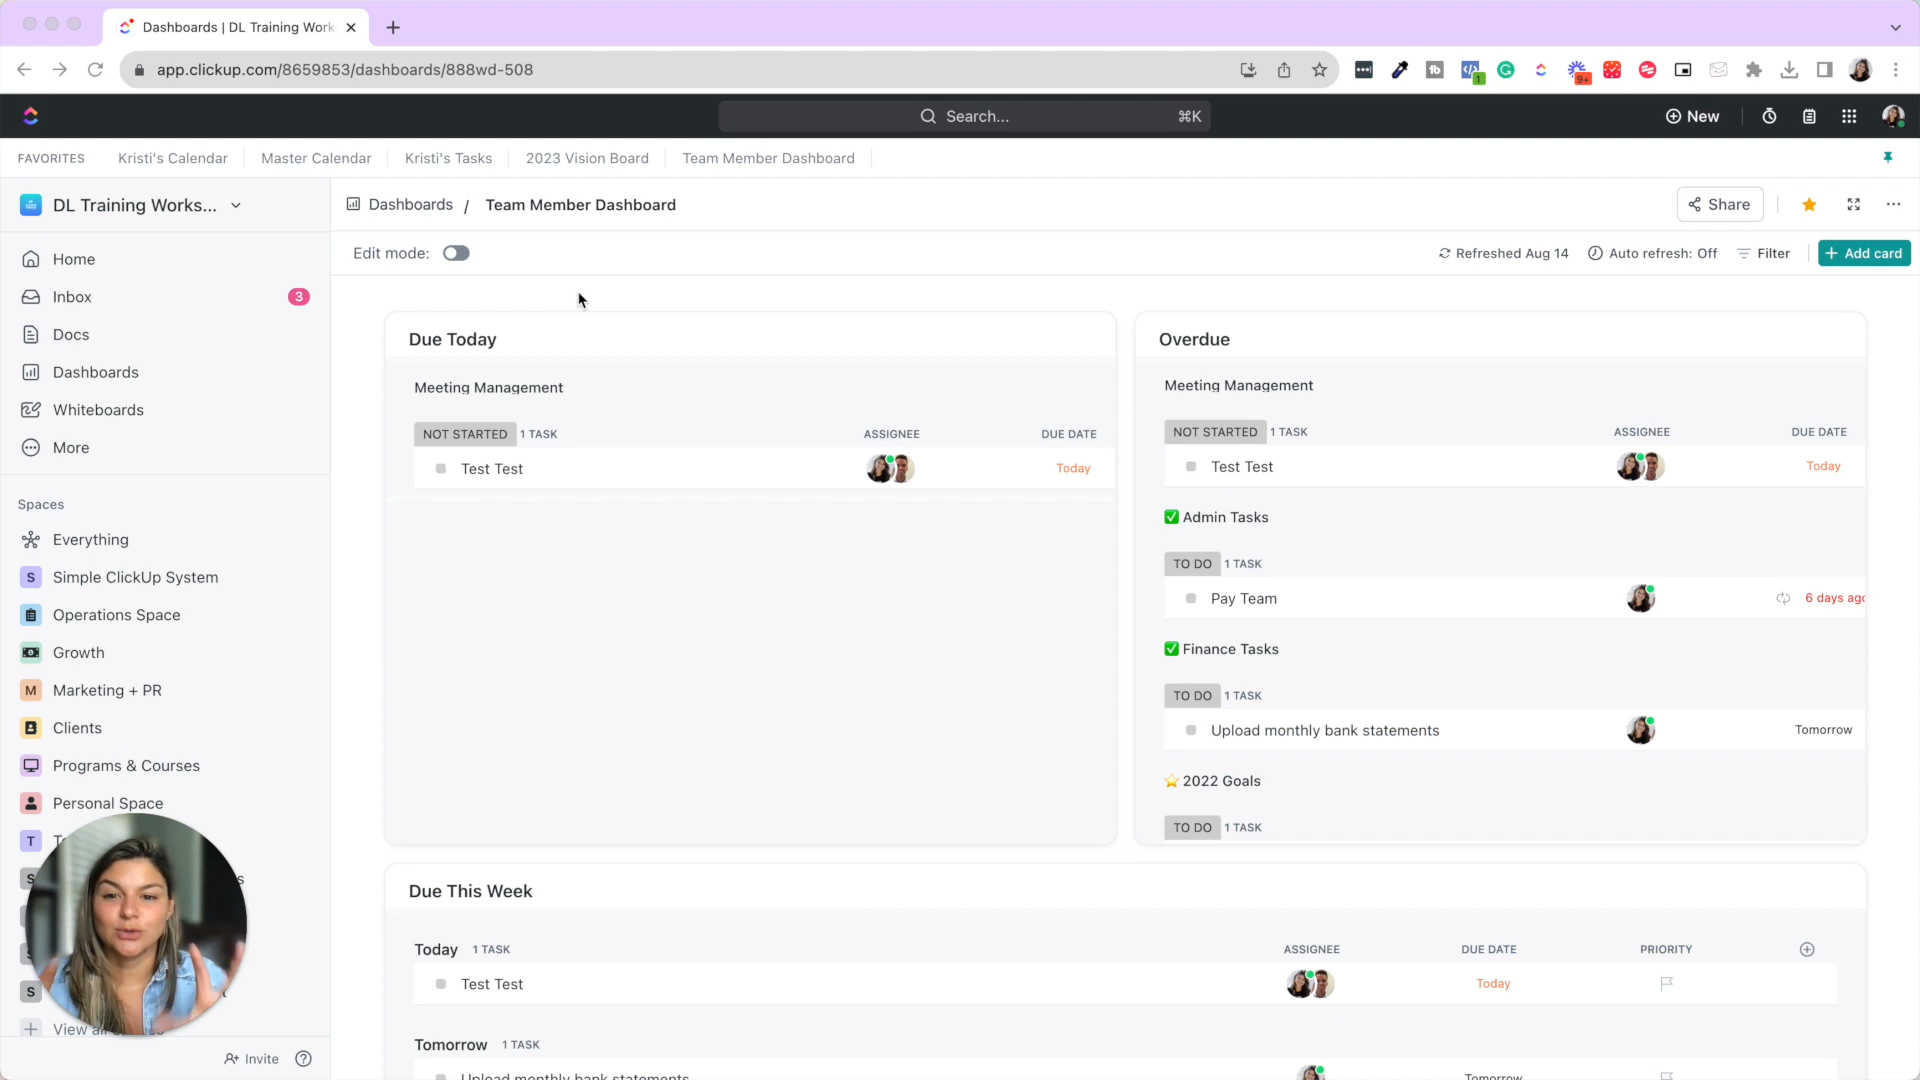 Dashboards | DL Training Work
app.clickup.com/8659853/dashboards/888wd-508
1
9+
Search...
⌘K
New
FAVORITES
Kristi's Calendar
Master Calendar
Kristi's Tasks
2023 Vision Board
Team Member Dashboard
DL Training Works...
Dashboards / Team Member Dashboard
Share
Edit mode:
Refreshed Aug 14
Auto refresh: Off
Filter
+ Add card
Home
Inbox
3
Docs
Dashboards
Whiteboards
More
Spaces
Everything
S Simple ClickUp System
Operations Space
Growth
M Marketing + PR
Clients
Programs & Courses
Personal Space
T
S
S
Invite
Due Today
Meeting Management
NOT STARTED 1 TASK ASSIGNEE DUE DATE
Test Test Today
Overdue
Meeting Management
NOT STARTED 1 TASK ASSIGNEE DUE DATE
Test Test Today
Admin Tasks
TO DO 1 TASK
Pay Team 6 days ago
Finance Tasks
TO DO 1 TASK
Upload monthly bank statements Tomorrow
2022 Goals
TO DO 1 TASK
Due This Week
Today 1 TASK ASSIGNEE DUE DATE PRIORITY
Test Test Today
Tomorrow 1 TASK
Upload monthly bank statements Tomorrow